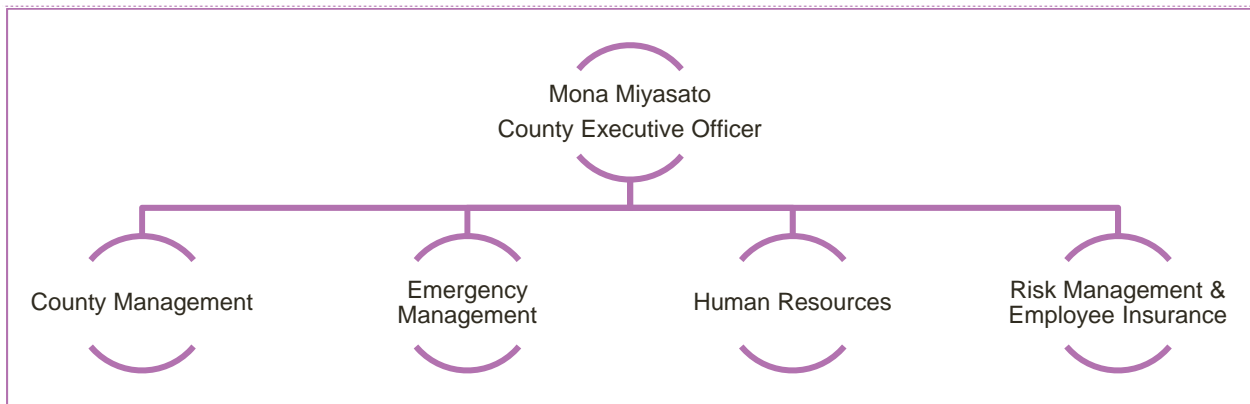 Mona Miyasato
County Executive Officer
County Management
Emergency
Management
Human Resources
Risk Management &
Employee Insurance